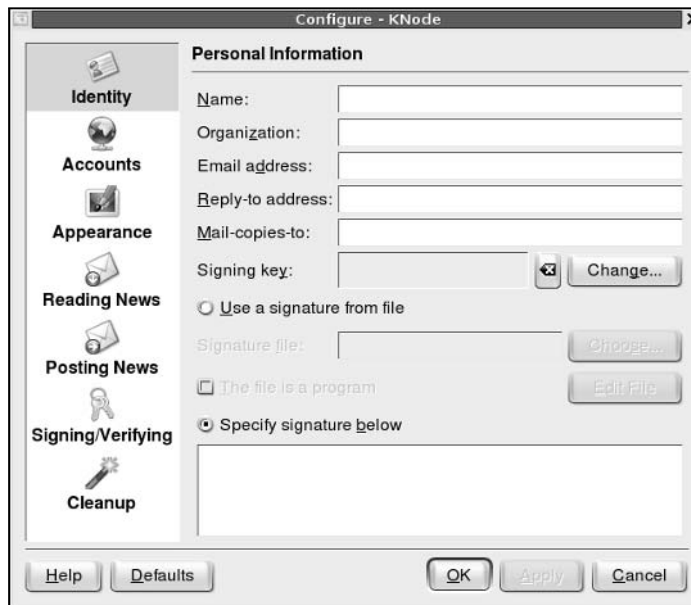 Configure - KNode
Identity
Accounts
Appearance
Reading News
Posting News
Signing/Verifying
Cleanup
Personal Information
Name:
Organization:
Email address:
Reply-to address:
Mail-copies-to:
Signing key:
Change...
Use a signature from file
Signature file:
Choose...
The file is a program
Edit File
Specify signature below
Help
Defaults
OK
Apply
Cancel